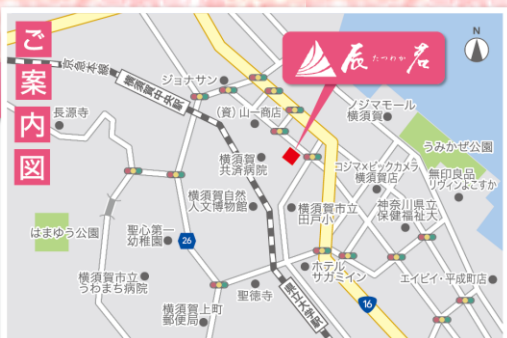 ご案内図
N
辰君
たつわか
京急本線
横須賀中央駅
ジョナサン
長源寺
(資)山一商店
ノジマモール
横須賀
うみかぜ公園
横須賀
共済病院
コジマ×ビックカメラ
横須賀店
無印良品
リヴィンよこすか
横須賀自然
人文博物館
横須賀市立
田戸小
神奈川県立
保健福祉大
はまゆう公園
聖心第一
幼稚園
26
横須賀市立
うわまち病院
ホテル
サガミイン
エイビイ・平成町店
聖徳寺
県立大学駅
16
横須賀上町
郵便局